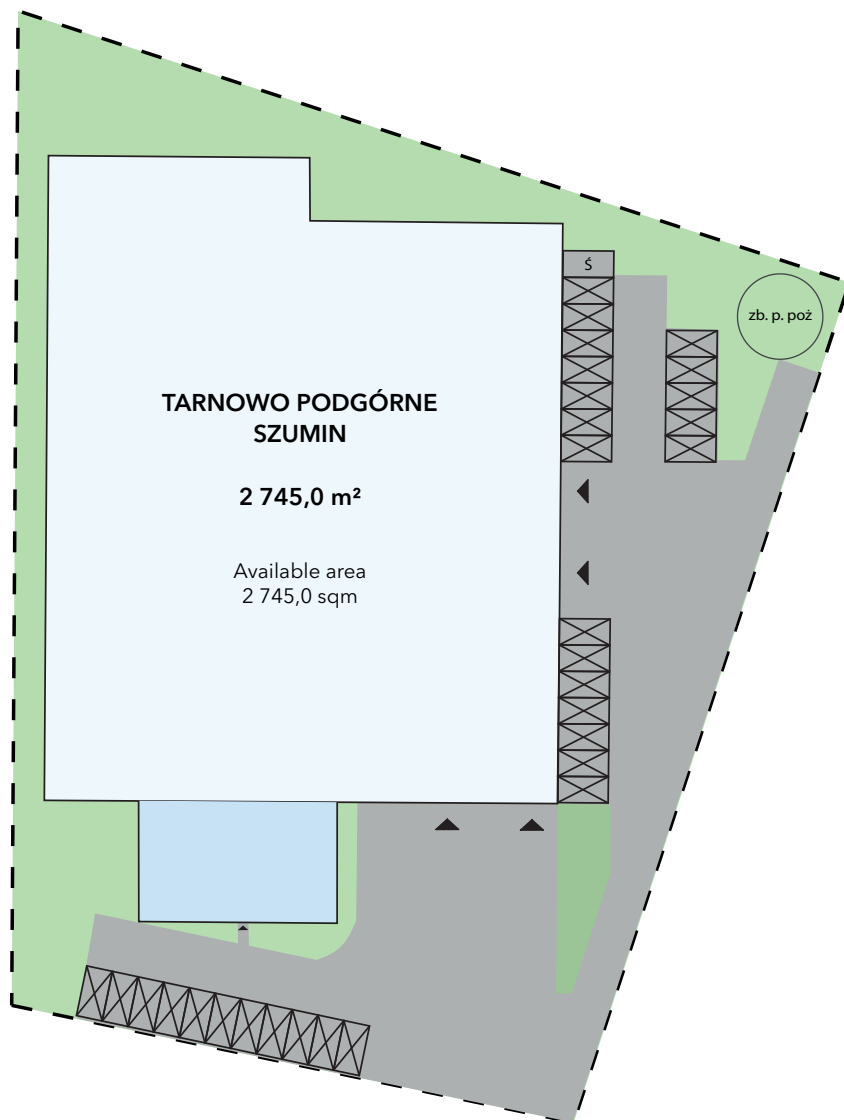 Ś
zb. p. poż
TARNOWO PODGÓRNE
SZUMIN
2 745,0 m²
Available area
2 745,0 sqm